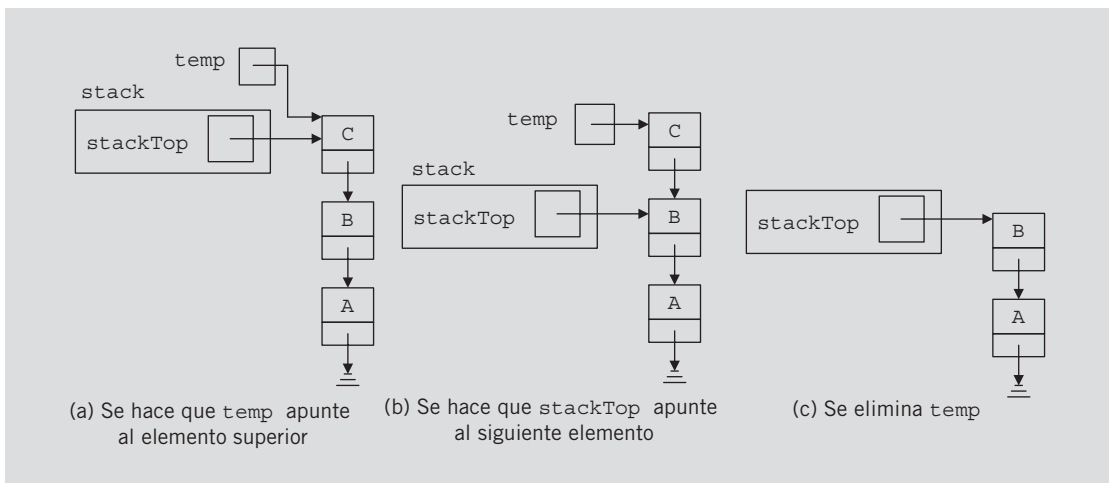 temp
stack
stackTop
C
B
A
(a) Se hace que temp apunte
al elemento superior
temp
C
stack
stackTop
B
A
(b) Se hace que stackTop apunte
al siguiente elemento
stackTop
B
A
(c) Se elimina temp